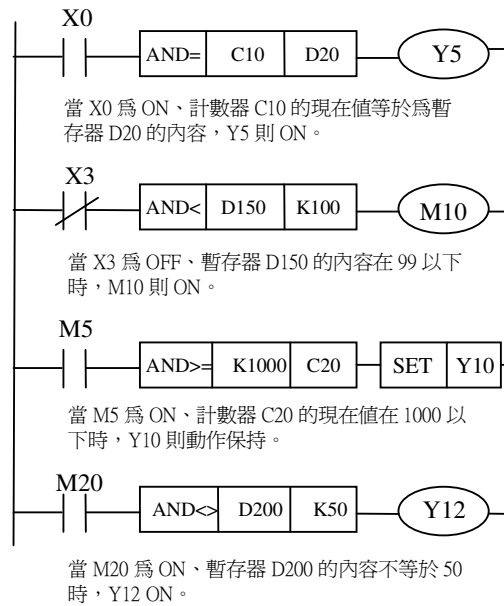 X0
AND= C10 D20 Y5
當 X0 爲 ON、計數器 C10 的現在値等於爲暫
存器 D20 的內容，Y5 則 ON。
X3
AND< D150 K100 M10
當 X3 爲 OFF、暫存器 D150 的內容在 99 以下
時，M10 則 ON。
M5
AND>= K1000 C20 SET Y10
當 M5 爲 ON、計數器 C20 的現在値在 1000 以
下時，Y10 則動作保持。
M20
AND<> D200 K50 Y12
當 M20 爲 ON、暫存器 D200 的內容不等於 50
時，Y12 ON。